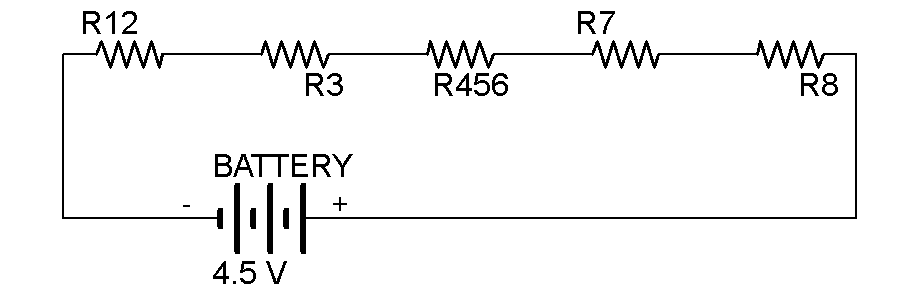 R12
R7
R3
R456
R8
BATTERY
-
+
4.5 V